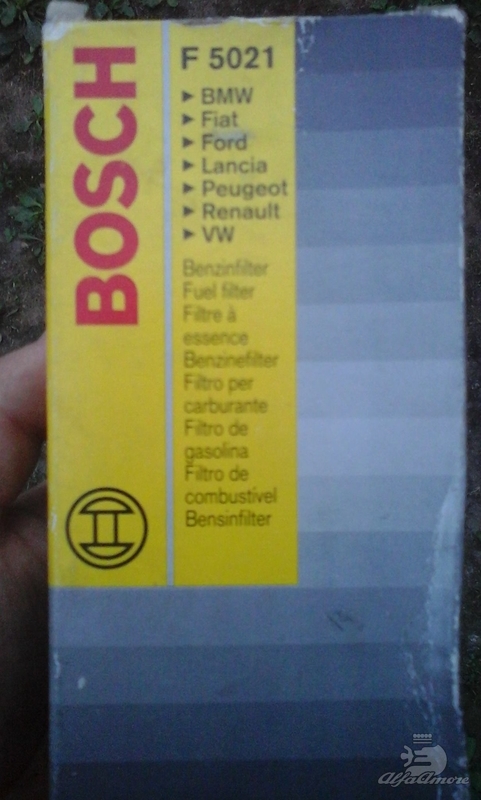 BOSCH
F 5021
► BMW
► Fiat
► Ford
► Lancia
► Peugeot
► Renault
► VW
Benzinfilter
Fuel filter
Filtre à
essence
Benzinefilter
Filtro per
carburante
Filtro de
gasolina
Filtro de
combustível
Bensinfilter
AlfaAmore